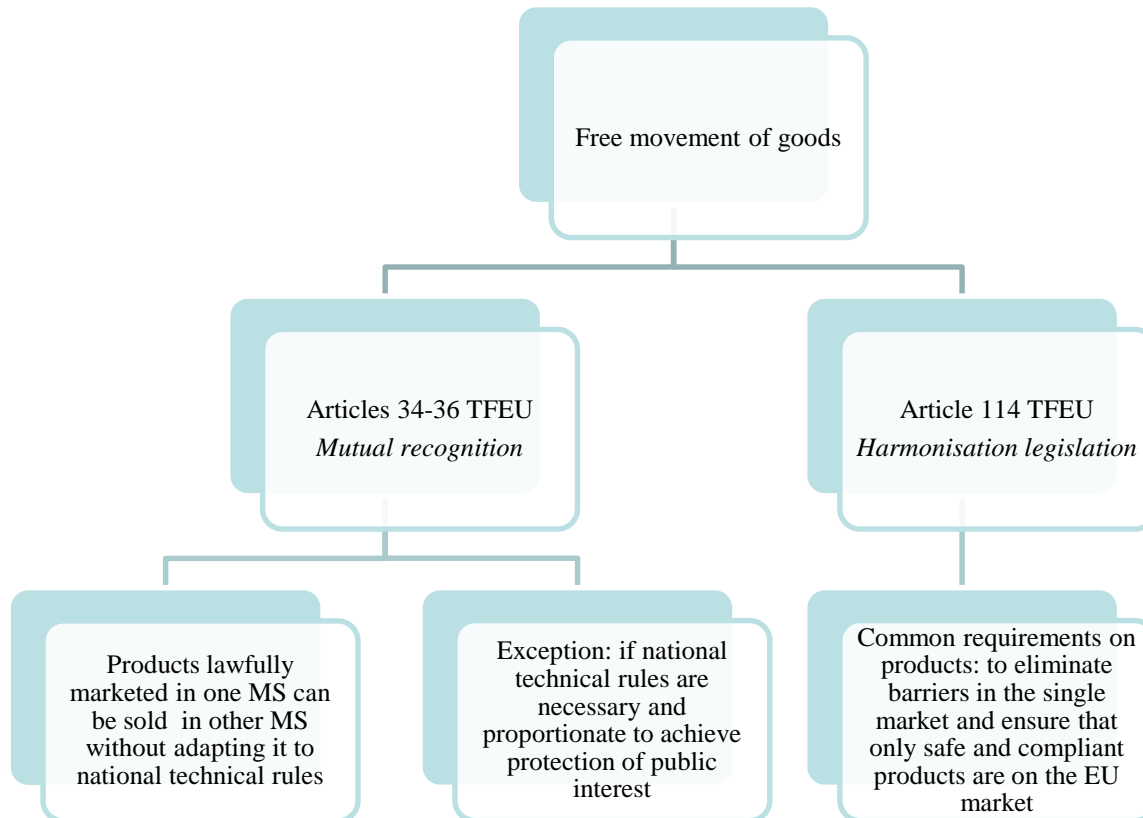 Free movement of goods
Articles 34-36 TFEU
Mutual recognition
Article 114 TFEU
Harmonisation legislation
Products lawfully
marketed in one MS can
be sold in other MS
without adapting it to
national technical rules
Exception: if national
technical rules are
necessary and
proportionate to achieve
protection of public
interest
Common requirements on
products: to eliminate
barriers in the single
market and ensure that
only safe and compliant
products are on the EU
market